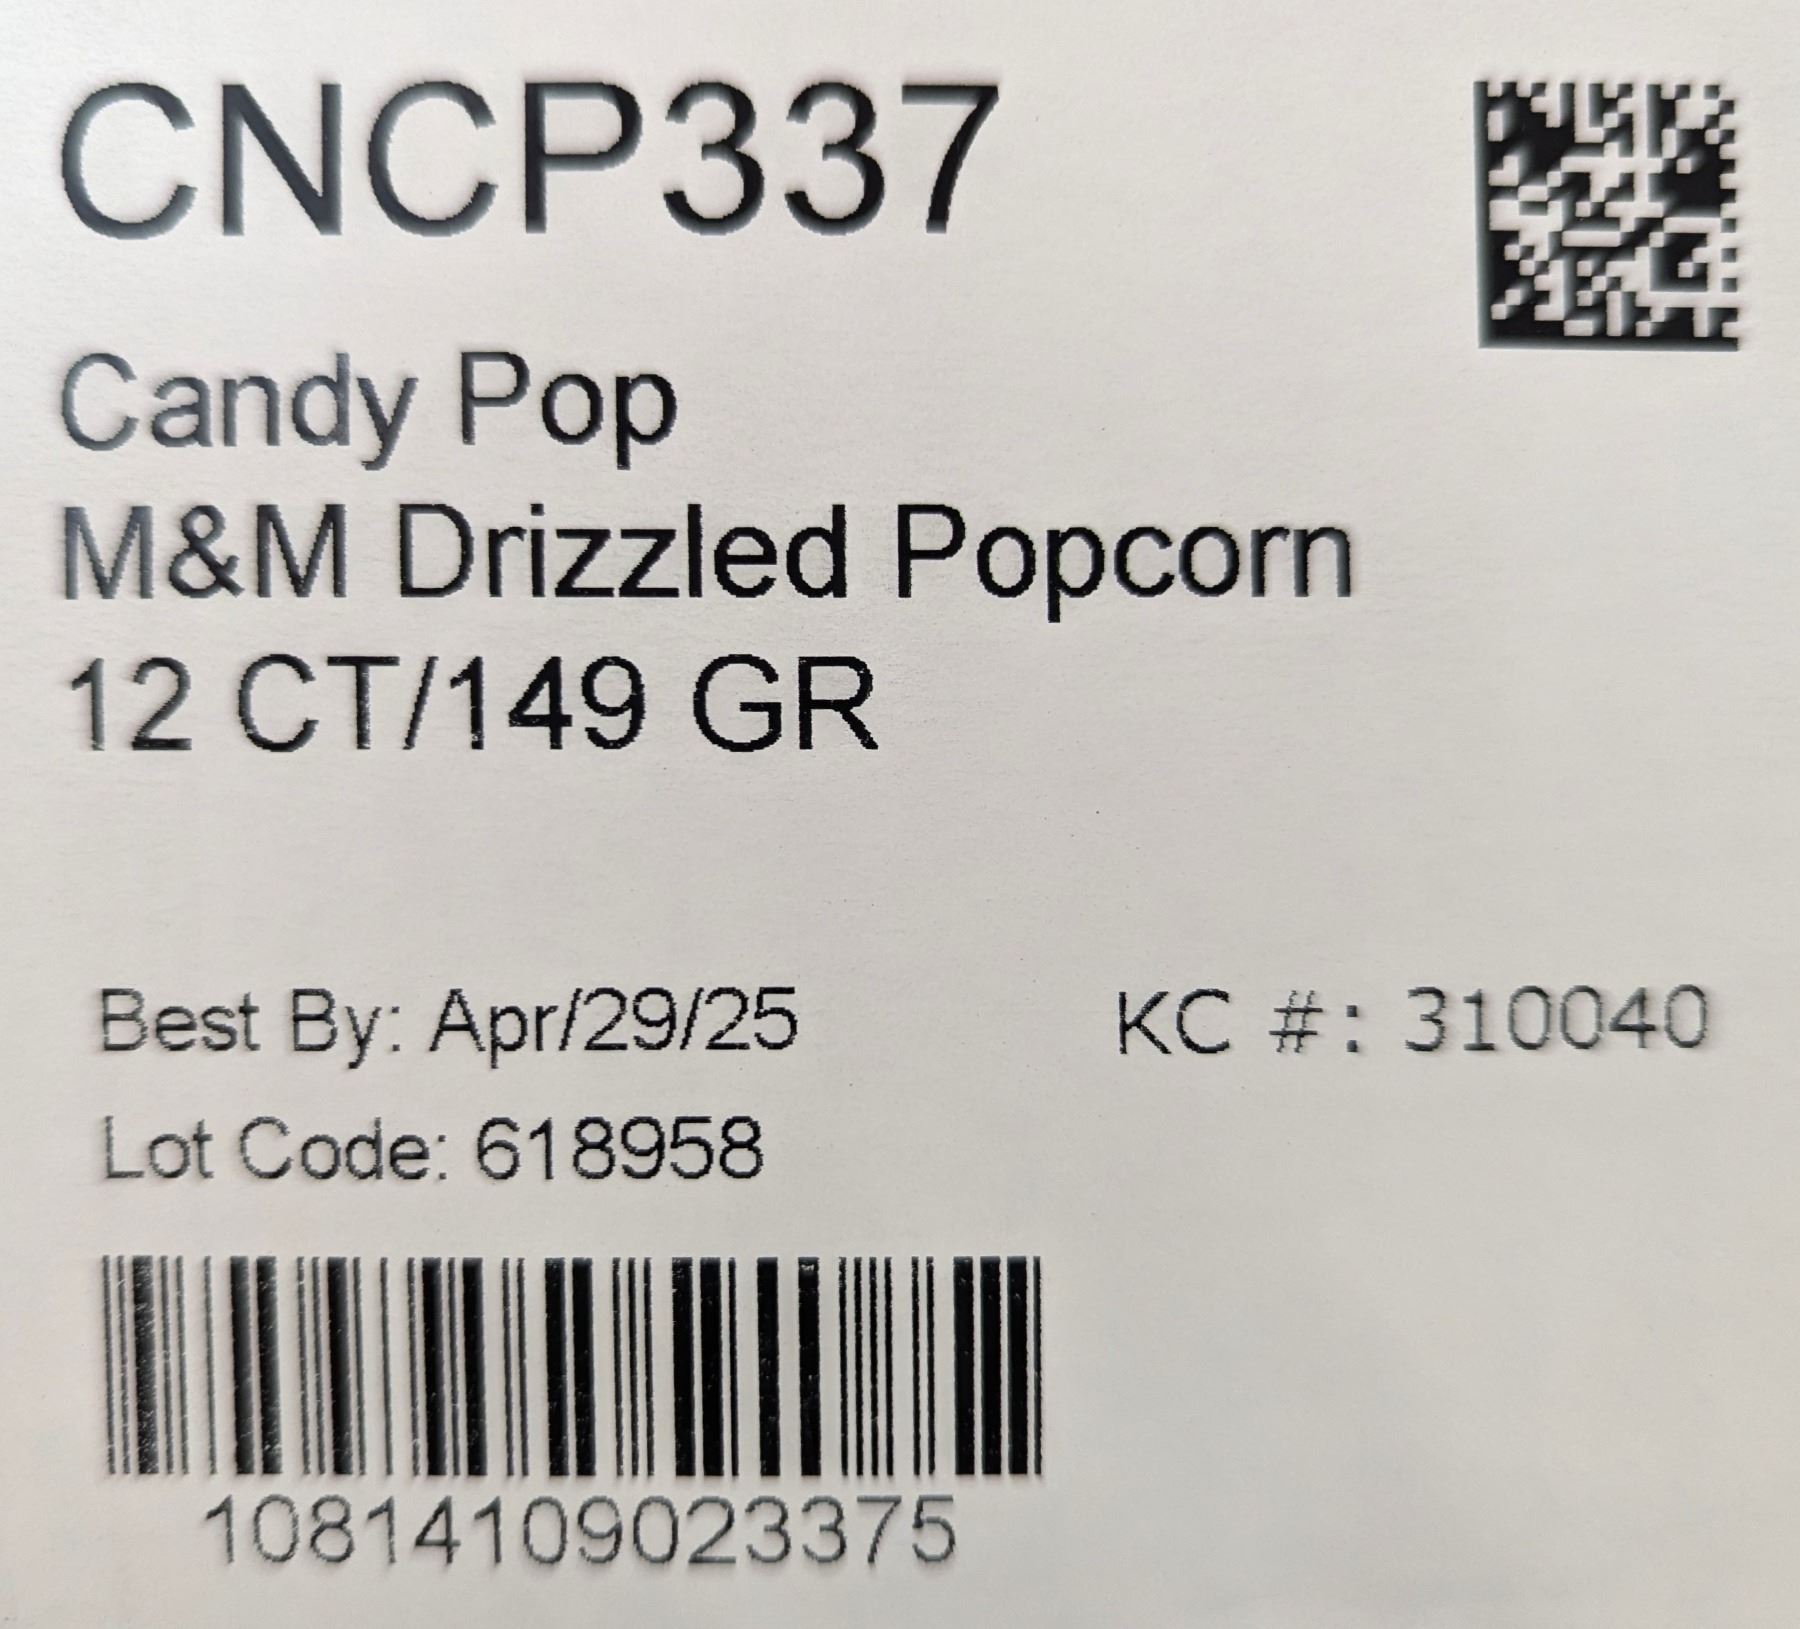 CNCP337
Candy Pop
M&M Drizzled Popcorn
12 CT/149 GR
Best By: Apr/29/25
KC #: 310040
Lot Code: 618958
10814109023375